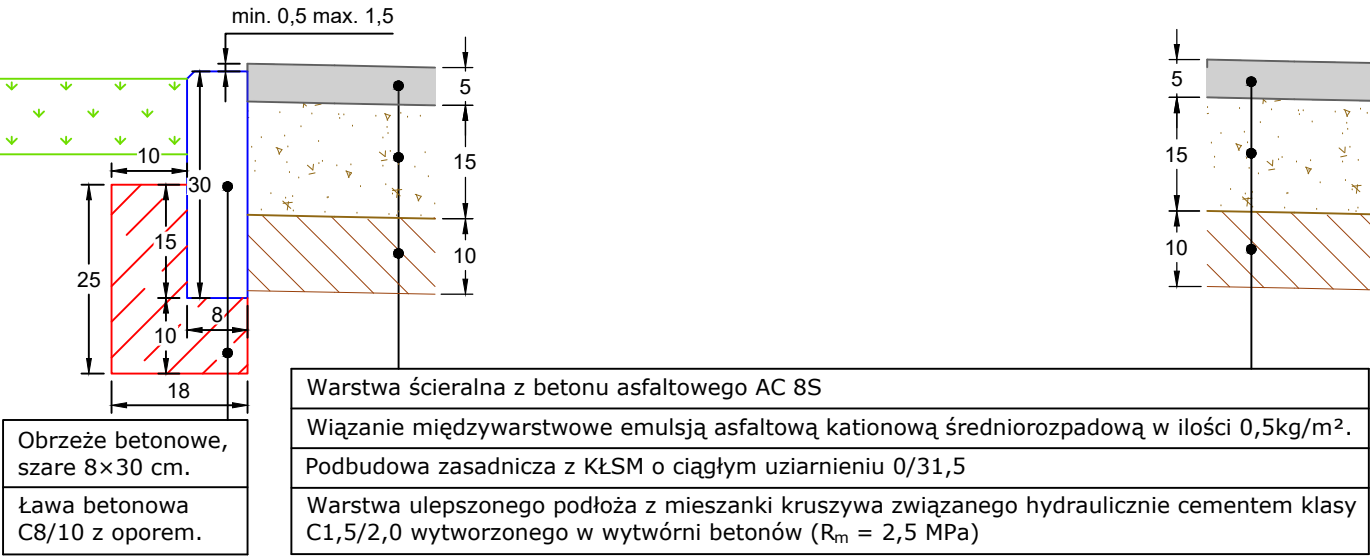 min. 0,5 max. 1,5
5
5
10
15
15
30
15
10
10
25
8
10
18
Warstwa ścieralna z betonu asfaltowego AC 8S
Wiązanie międzywarstwowe emulsją asfaltową kationową średniorozpadową w ilości 0,5kg/m².
Podbudowa zasadnicza z KŁSM o ciągłym uziarnieniu 0/31,5
Warstwa ulepszonego podłoża z mieszanki kruszywa związanego hydraulicznie cementem klasy
C1,5/2,0 wytworzonego w wytwórni betonów (Rm = 2,5 MPa)
Obrzeże betonowe,
szare 8×30 cm.
Ława betonowa
C8/10 z oporem.